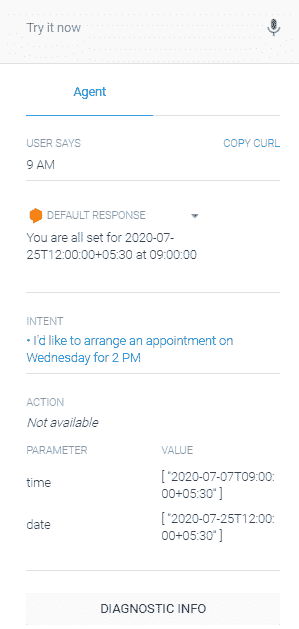 Try it now
Agent
USER SAYS COPY CURL
9 AM
DEFAULT RESPONSE
You are all set for 2020-07-
25T12:00:00+05:30 at 09:00:00
INTENT
• I'd like to arrange an appointment on
Wednesday for 2 PM
ACTION
Not available
PARAMETER VALUE
time [ "2020-07-07T09:00:
00+05:30" ]
date [ "2020-07-25T12:00:
00+05:30" ]
DIAGNOSTIC INFO